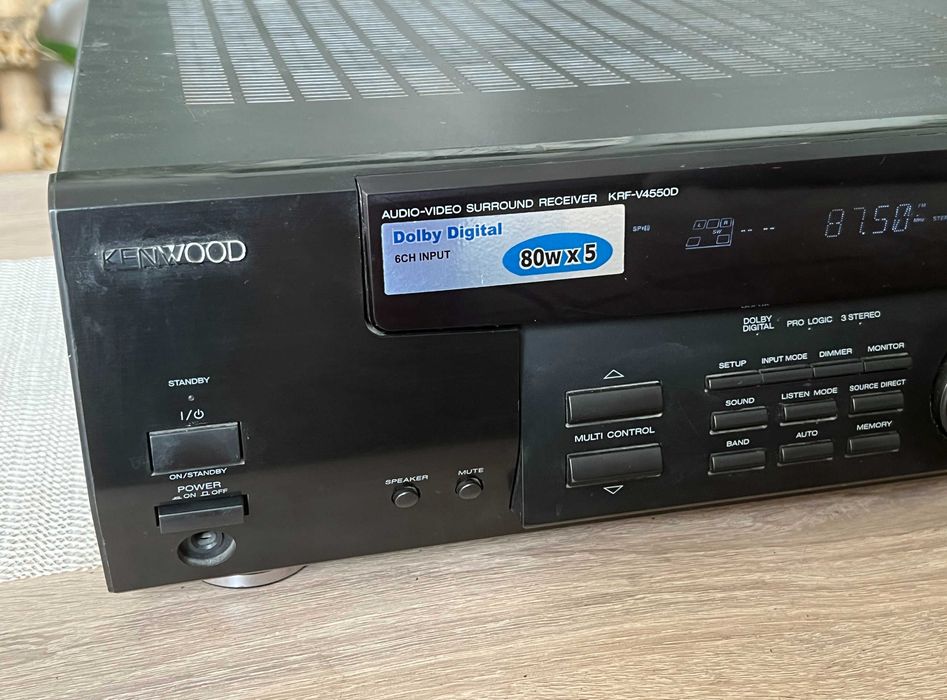 KENWOOD
AUDIO-VIDEO SURROUND RECEIVER KRF-V4550D
Dolby Digital
6CH INPUT
80W x 5
L R
SW
87.50
FM
MHz
DOLBY DIGITAL
PRO LOGIC
3 STEREO
SETUP
INPUT MODE
DIMMER
MONITOR
SOUND
LISTEN MODE
SOURCE DIRECT
BAND
AUTO
MEMORY
MULTI CONTROL
STANDBY
I/⏻
ON/STANDBY
POWER
ON OFF
SPEAKER
MUTE